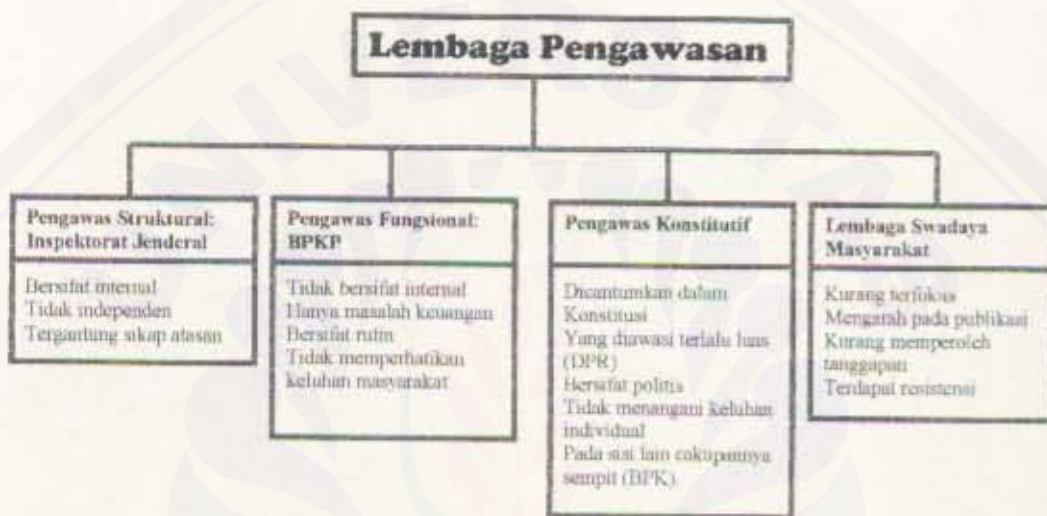 Lembaga Pengawasan
Pengawas Struktural:
Inspektorat Jenderal
Bersifat internal
Tidak independen
Tergantung sikap atasan
Pengawas Fungsional:
BPKP
Tidak bersifat internal
Hanya masalah keuangan
Bersifat rutin
Tidak memperhatikan
keluhan masyarakat
Pengawas Konstitutif
Dicantumkan dalam
Konstitusi
Yang diawasi terlalu luas
(DPR)
Bersifat politis
Tidak menangani keluhan
individual
Pada sisi lain cakupannya
sempit (BPK)
Lembaga Swadaya
Masyarakat
Kurang terfokus
Mengarah pada publikasi
Kurang memperoleh
tanggapan
Terdapat resistensi
UNIVERSITAS